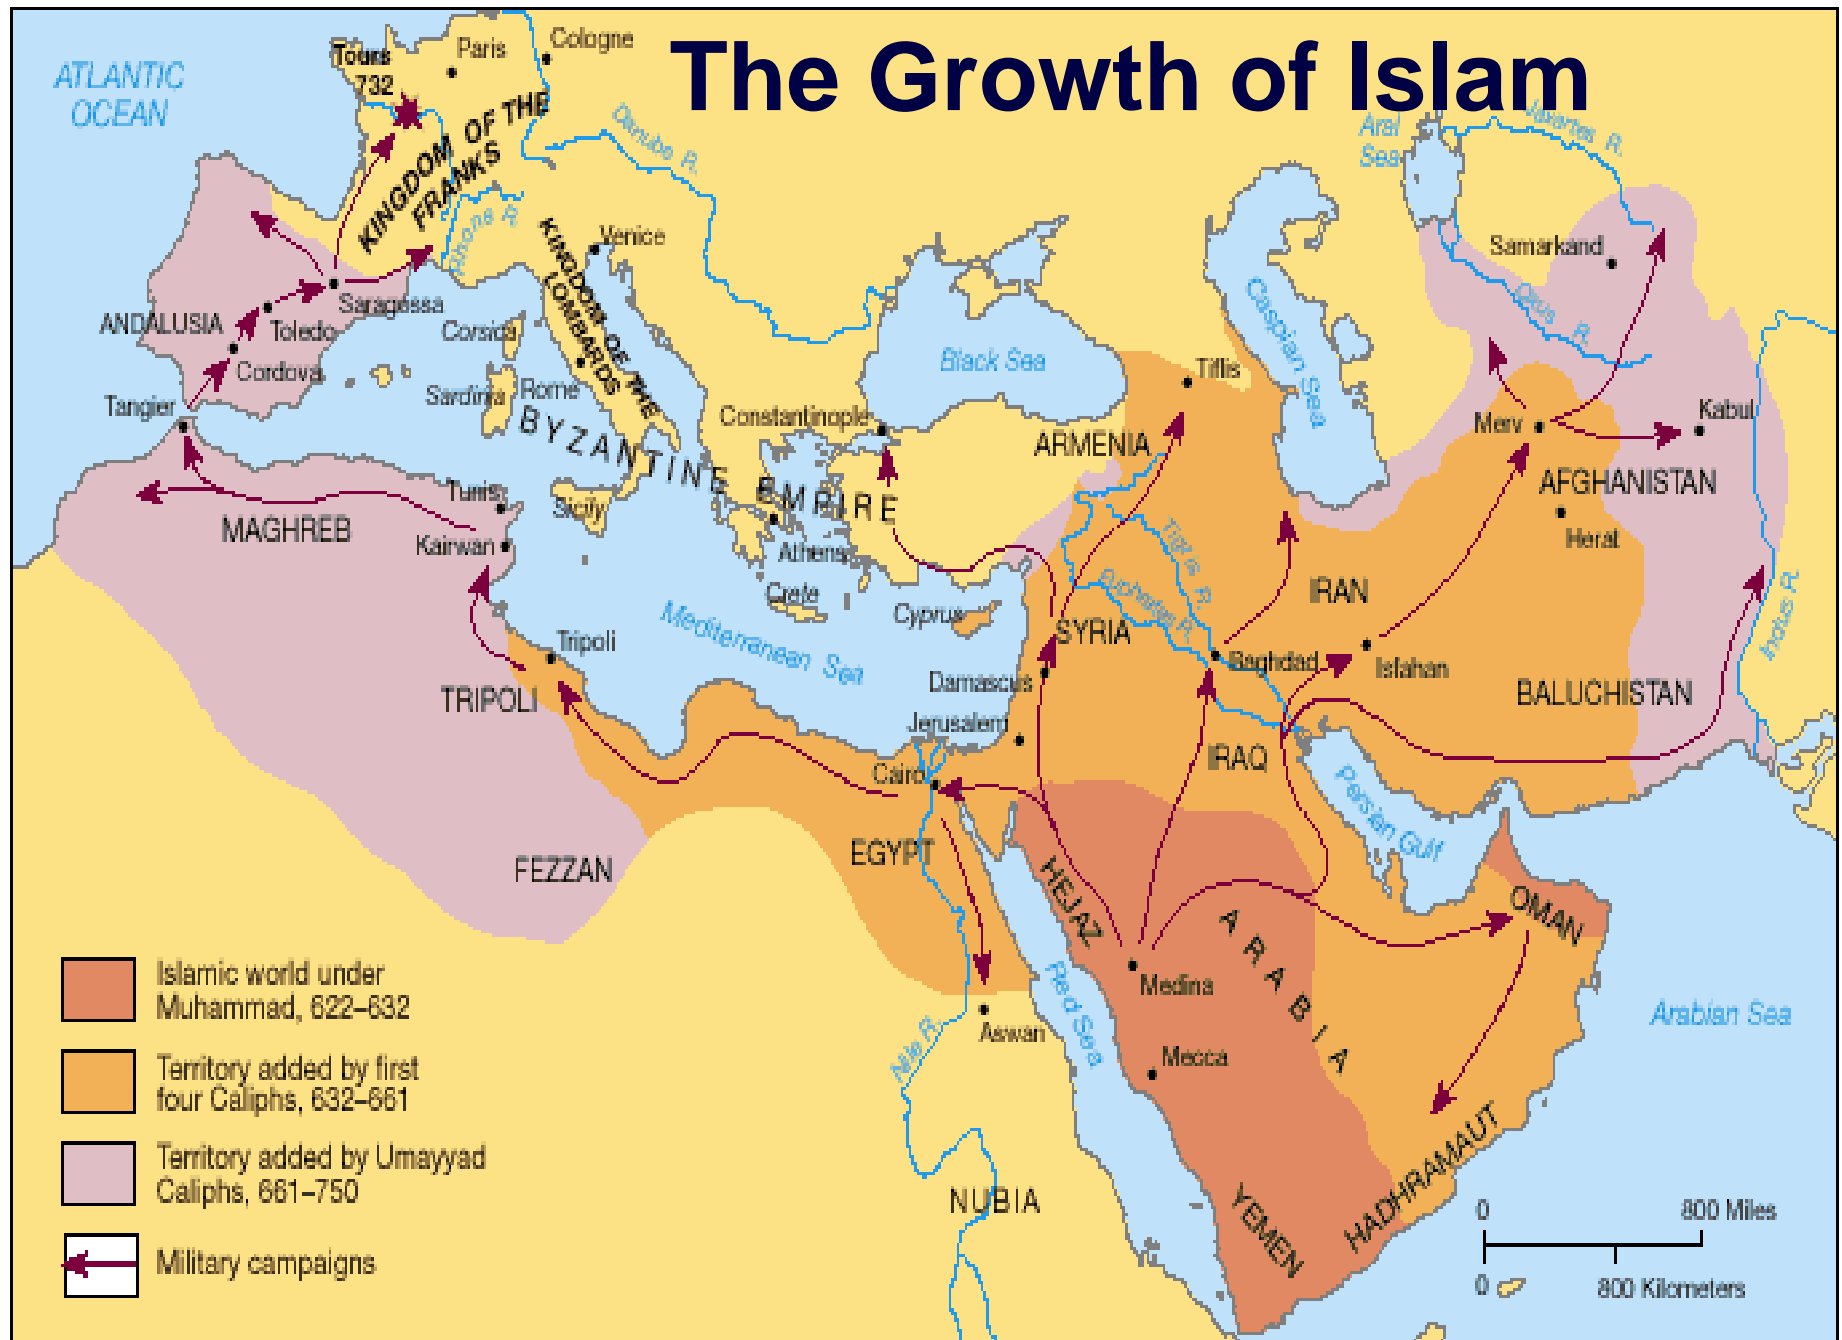 The Growth of Islam
ATLANTIC
OCEAN
Tours
732
Paris
Cologne
KINGDOM OF THE
FRANKS
Danube R.
Rhone R.
Venice
KINGDOM OF THE
LOMBARDS
Aral
Sea
Jaxartes R.
Samarkand
Oxus R.
Caspian Sea
Black Sea
Tiflis
Saragossa
ANDALUSIA
Toledo
Cordova
Corsica
Sardinia
Rome
Tangier
BYZANTINE EMPIRE
Constantinople
ARMENIA
Merv
Kabul
AFGHANISTAN
Herat
Tunis
Sicily
MAGHREB
Kairwan
Athens
Crete
Cyprus
Mediterranean Sea
Tigris R.
Euphrates R.
SYRIA
IRAN
Indus R.
Tripoli
TRIPOLI
Damascus
Baghdad
Isfahan
BALUCHISTAN
Jerusalem
IRAQ
Cairo
Persian Gulf
EGYPT
FEZZAN
HEJAZ
ARABIA
OMAN
Medina
Red Sea
Aswan
Nile R.
Mecca
Arabian Sea
HADHRAMAUT
YEMEN
NUBIA
Islamic world under
Muhammad, 622–632
Territory added by first
four Caliphs, 632–661
Territory added by Umayyad
Caliphs, 661–750
Military campaigns
0 800 Miles
0 800 Kilometers